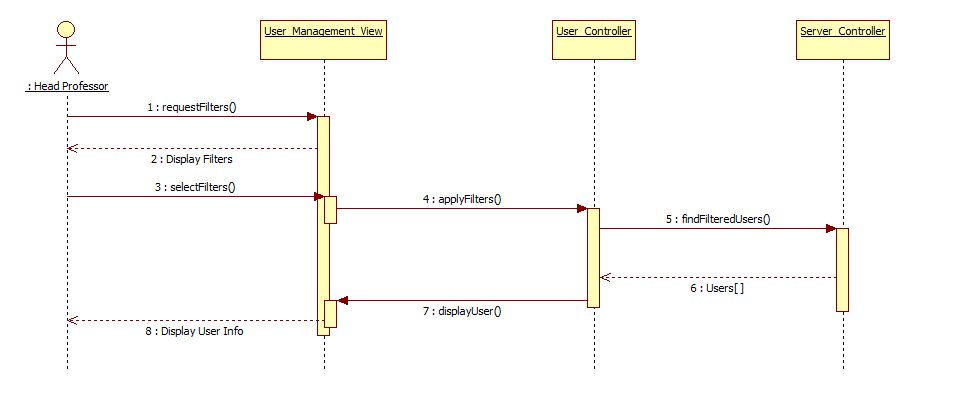 User_Management_View
User_Controller
Server_Controller
: Head Professor
1 : requestFilters()
2 : Display Filters
3 : selectFilters()
4 : applyFilters()
5 : findFilteredUsers()
6 : Users[]
7 : displayUser()
8 : Display User Info